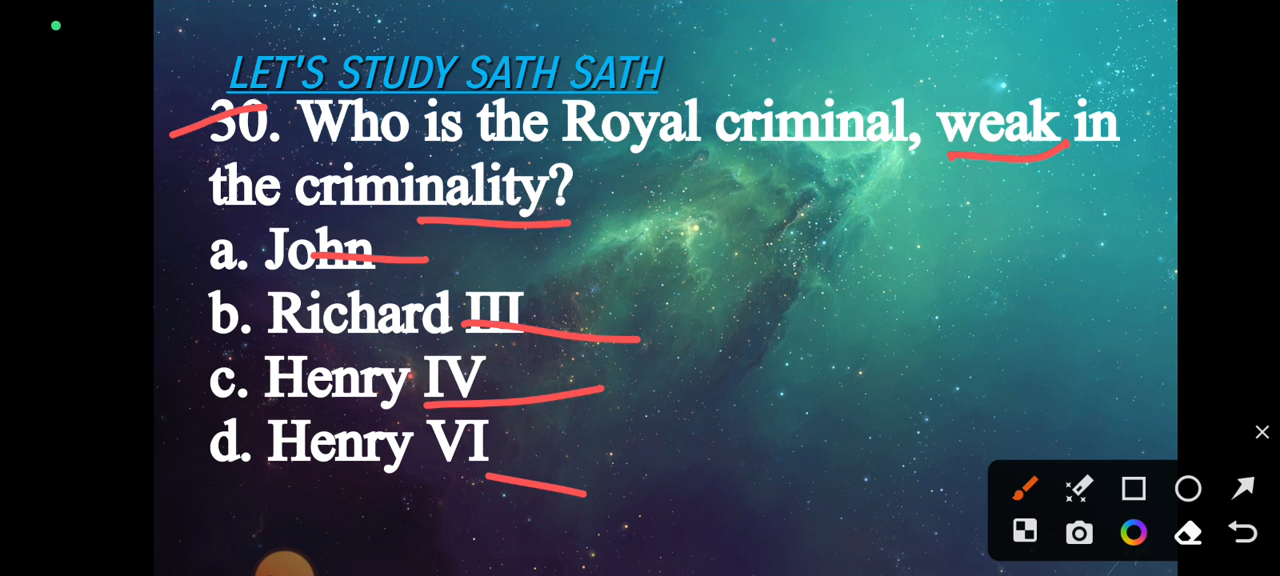 LET'S STUDY SATH SATH
30. Who is the Royal criminal, weak in
the criminality?
a. John
b. Richard III
c. Henry IV
d. Henry VI